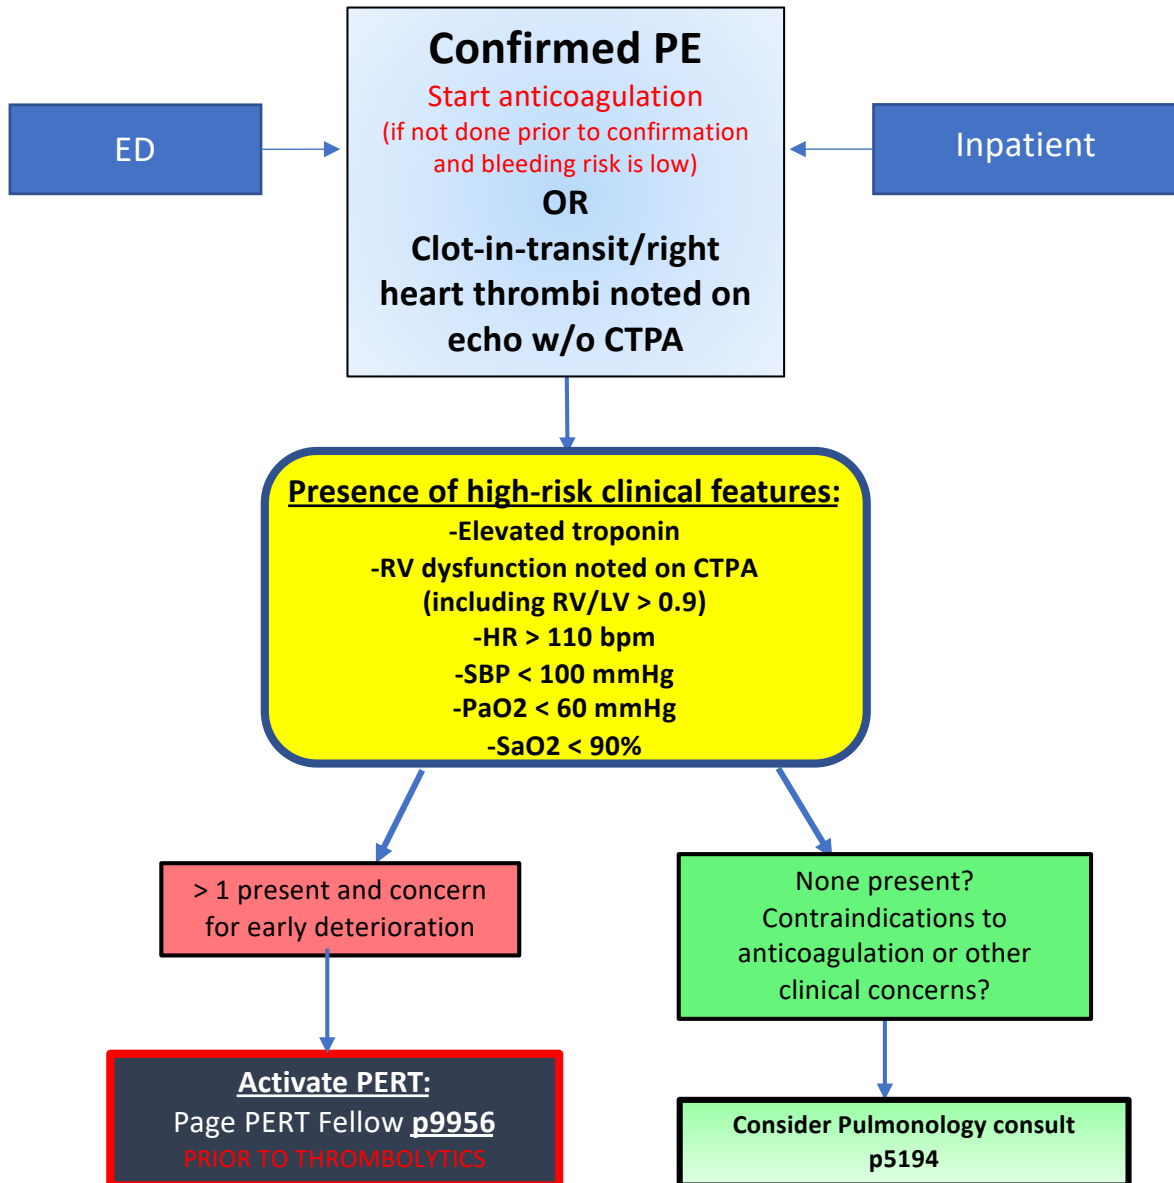 Confirmed PE
Start anticoagulation
(if not done prior to confirmation
and bleeding risk is low)
OR
Clot-in-transit/right
heart thrombi noted on
echo w/o CTPA
ED
Inpatient
Presence of high-risk clinical features:
-Elevated troponin
-RV dysfunction noted on CTPA
(including RV/LV > 0.9)
-HR > 110 bpm
-SBP < 100 mmHg
-PaO2 < 60 mmHg
-SaO2 < 90%
> 1 present and concern
for early deterioration
None present?
Contraindications to
anticoagulation or other
clinical concerns?
Activate PERT:
Page PERT Fellow p9956
PRIOR TO THROMBOLYTICS
Consider Pulmonology consult
p5194